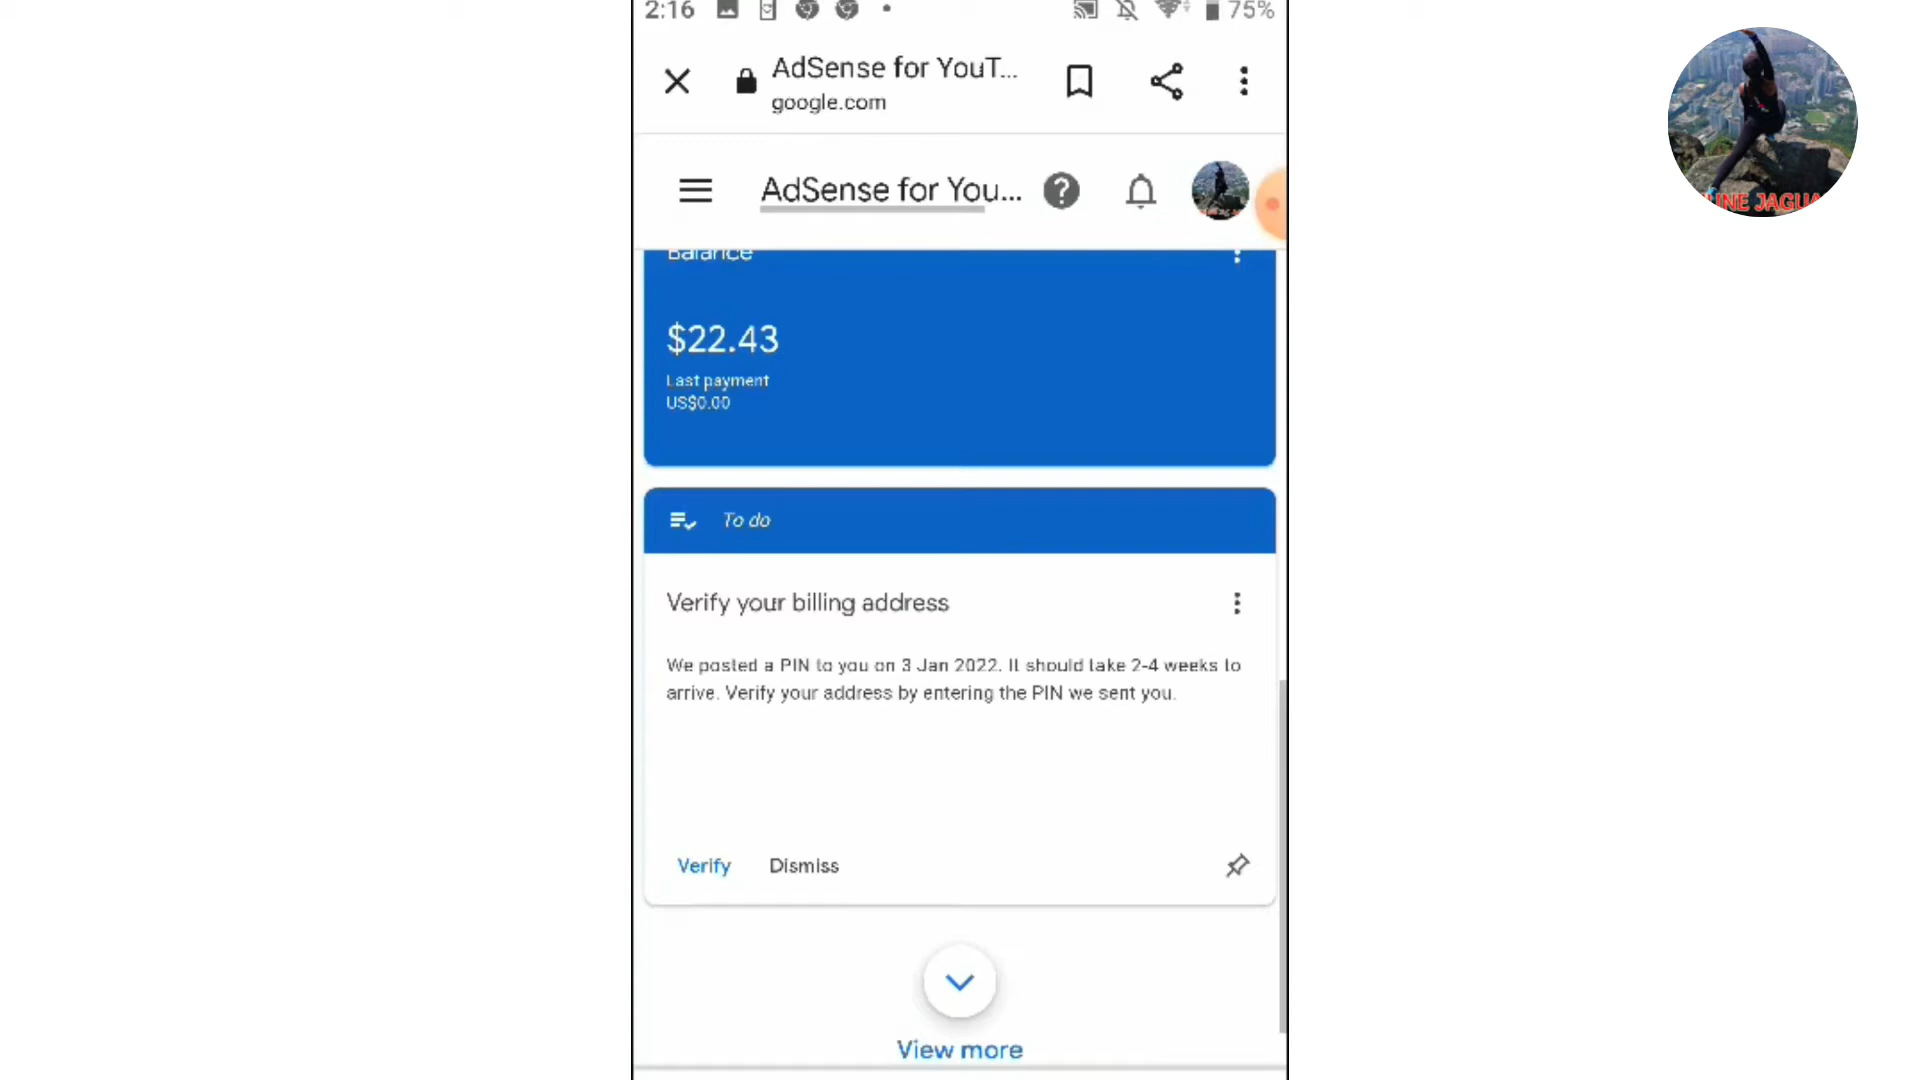 2:16
75%
AdSense for YouT...
google.com
AdSense for You...
Balance
$22.43
Last payment
US$0.00
To do
Verify your billing address
We posted a PIN to you on 3 Jan 2022. It should take 2-4 weeks to
arrive. Verify your address by entering the PIN we sent you.
Verify Dismiss
View more